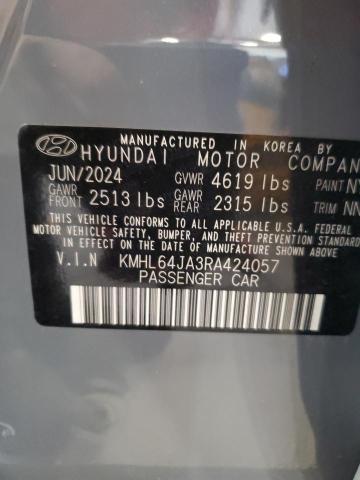 MANUFACTURED IN KOREA BY
HYUNDAI MOTOR COMPAN
JUN/2024 GVWR 4619 lbs PAINT N
GAWR FRONT 2513 lbs GAWR REAR 2315 lbs TRIM NN
THIS VEHICLE CONFORMS TO ALL APPLICABLE U.S.A. FEDERAL
MOTOR VEHICLE SAFETY, BUMPER, AND THEFT PREVENTION STANDARD
IN EFFECT ON THE DATE OF MANUFACTURE SHOWN ABOVE.
V.I.N KMHL64JA3RA424057
PASSENGER CAR